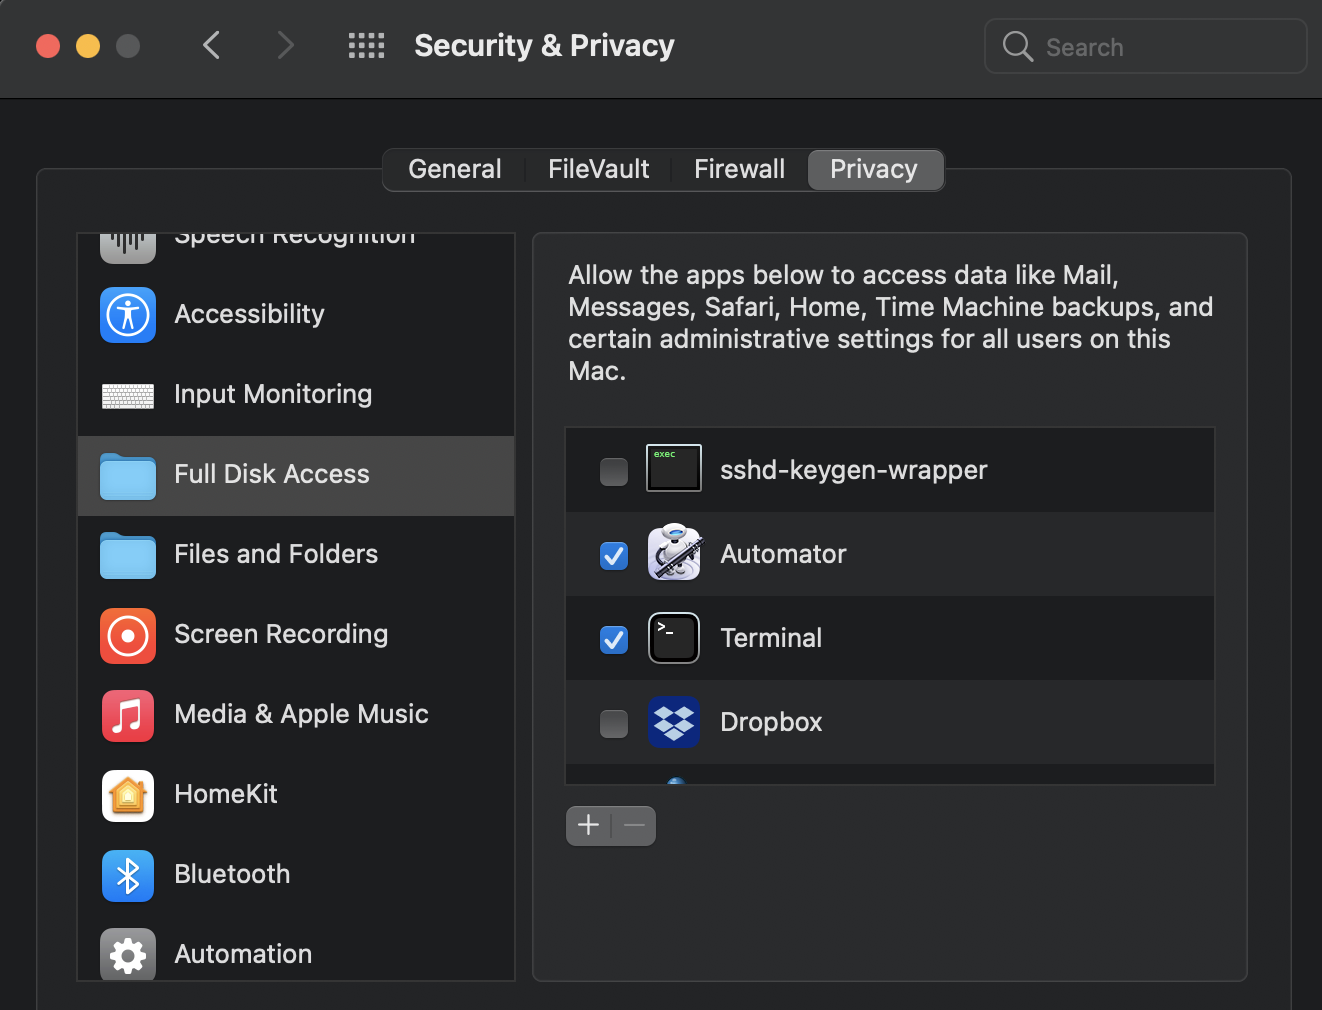 Security & Privacy
Search
General
FileVault
Firewall
Privacy
Speech Recognition
Accessibility
Input Monitoring
Full Disk Access
Files and Folders
Screen Recording
Media & Apple Music
HomeKit
Bluetooth
Automation
Allow the apps below to access data like Mail,
Messages, Safari, Home, Time Machine backups, and
certain administrative settings for all users on this
Mac.
exec
sshd-keygen-wrapper
Automator
>_
Terminal
Dropbox